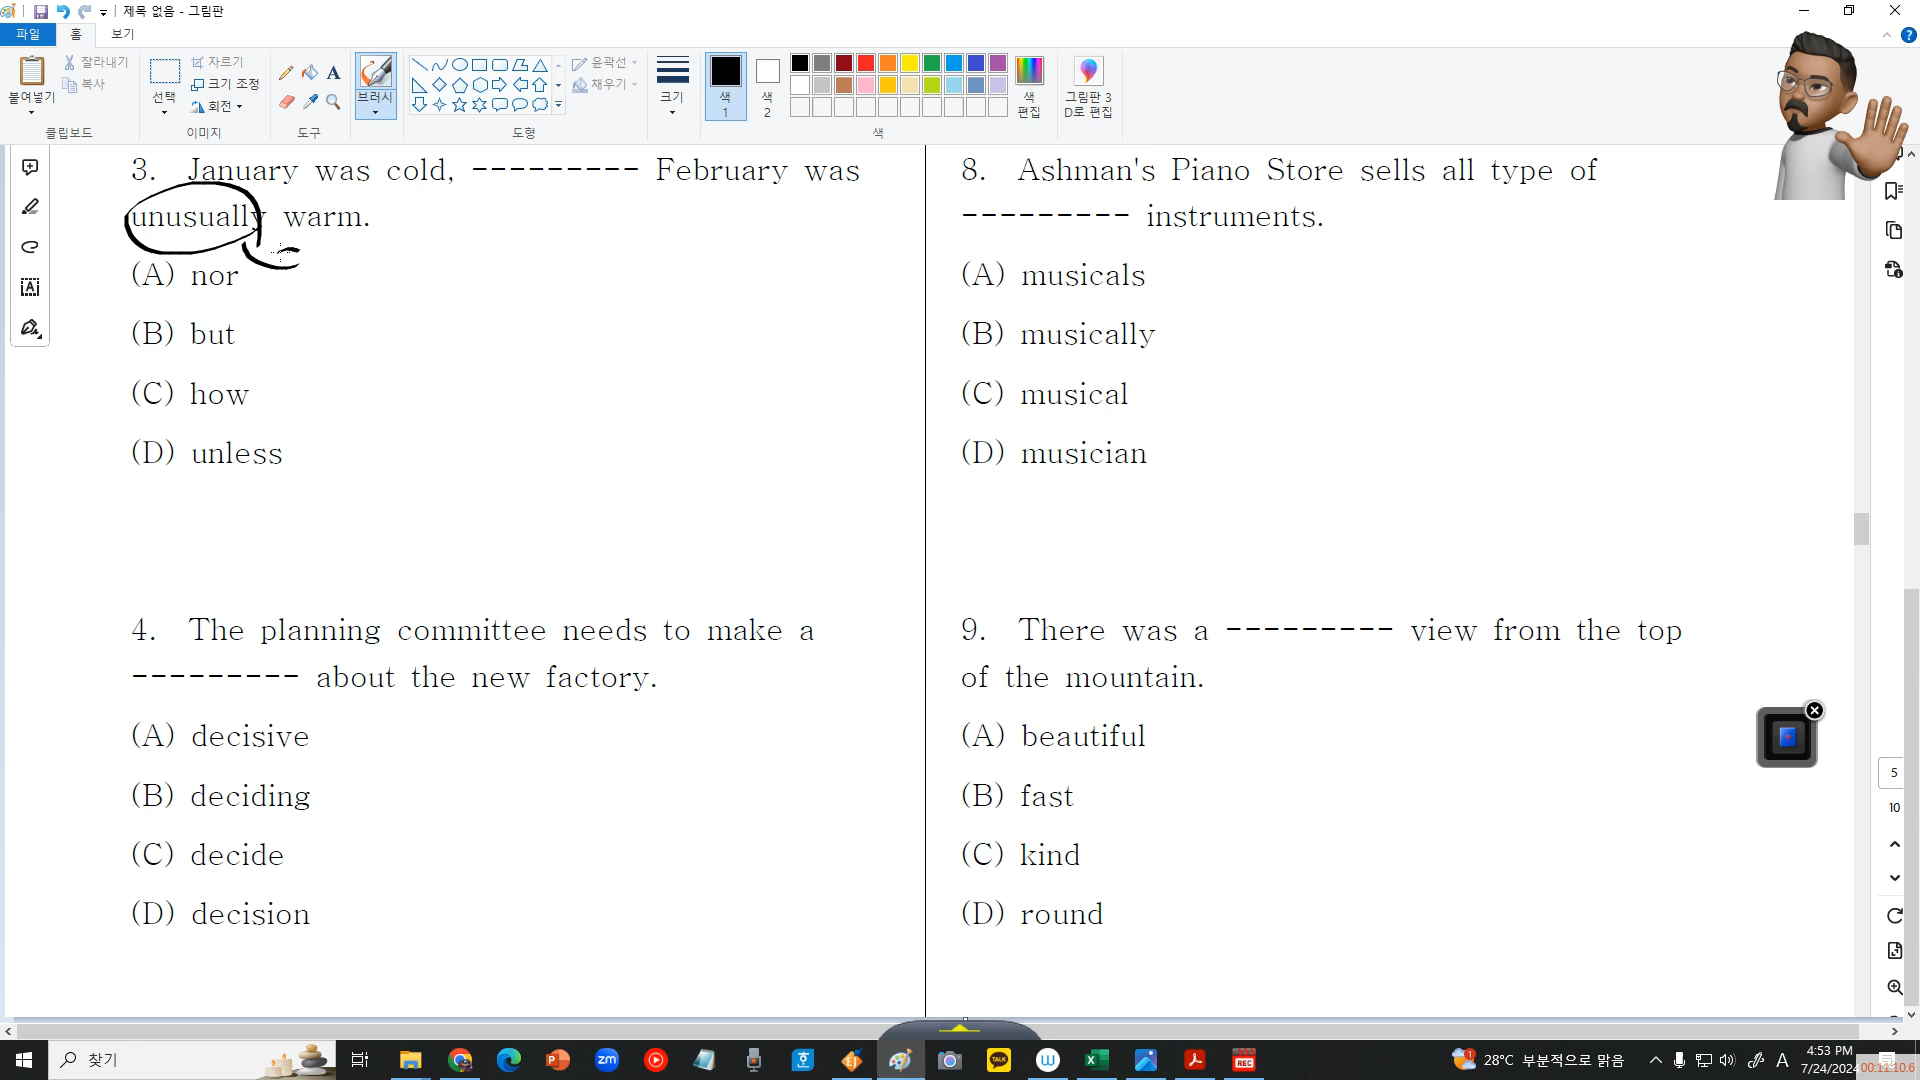 제목 없음 - 그림판
파일 홈 보기
붙여넣기 잘라내기 복사 클립보드
선택 자르기 크기 조정 회전 이미지
A
도구
브러시
윤곽선 채우기 도형
크기
색 1
색 2
색 편집
색
그림판 3D로 편집
3. January was cold, --------- February was
unusually warm.
(A) nor
(B) but
(C) how
(D) unless
4. The planning committee needs to make a
--------- about the new factory.
(A) decisive
(B) deciding
(C) decide
(D) decision
8. Ashman's Piano Store sells all type of
--------- instruments.
(A) musicals
(B) musically
(C) musical
(D) musician
9. There was a --------- view from the top
of the mountain.
(A) beautiful
(B) fast
(C) kind
(D) round
5
10
찾기
zm
TALK
REC
28°C 부분적으로 맑음
A
4:53 PM
7/24/2024
00:11:10.6